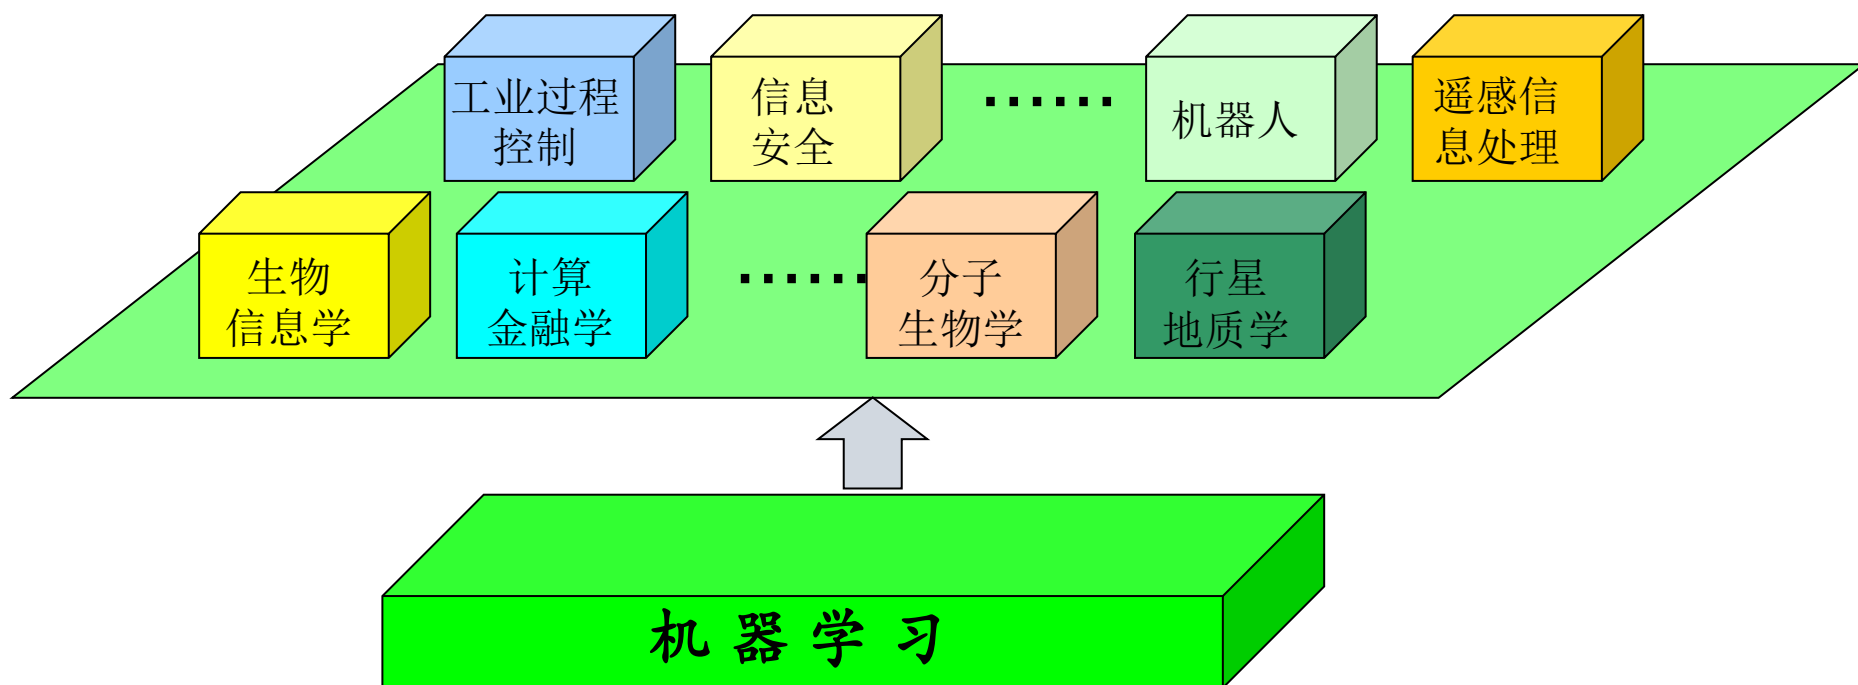 工业过程
控制
信息
安全
……
机器人
遥感信
息处理
生物
信息学
计算
金融学
……
分子
生物学
行星
地质学
机器学习